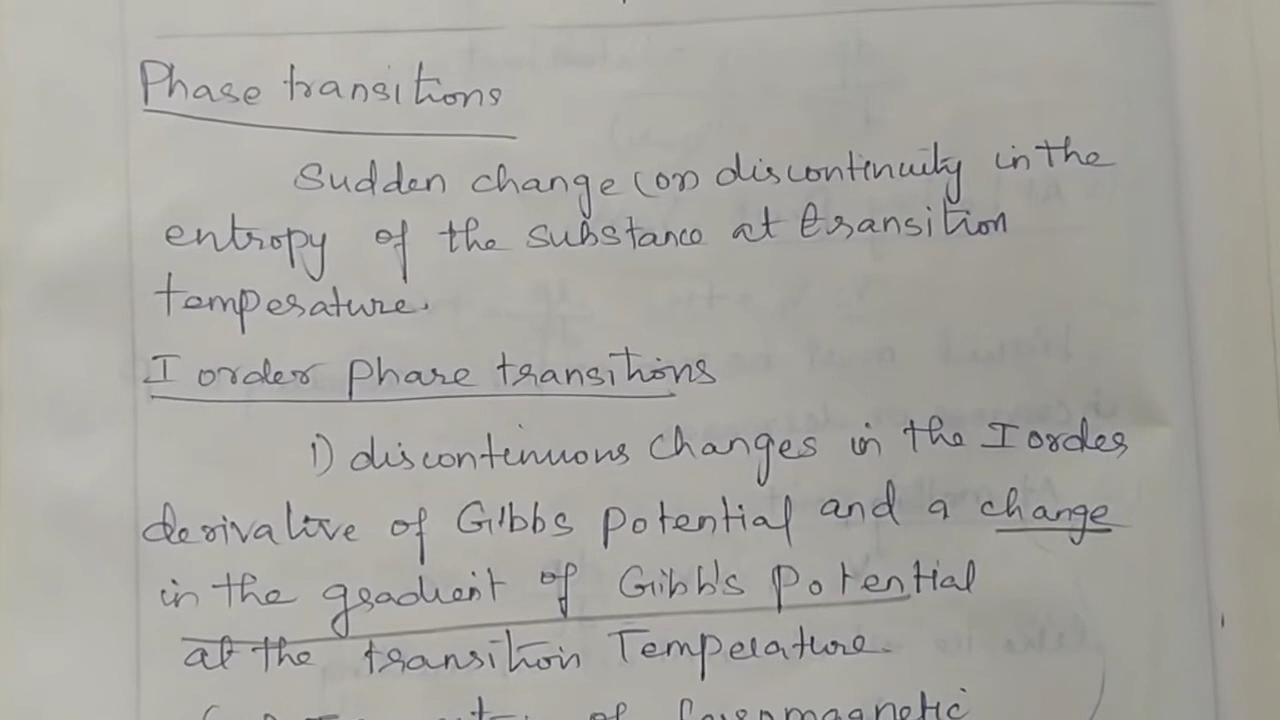 Phase transitions
Sudden change (or) discontinuity in the
entropy of the substance at transition
temperature.
I order phase transitions
1) discontinuous changes in the I order
derivative of Gibbs potential and a change
in the gradient of Gibb's potential
at the transition Temperature.
of